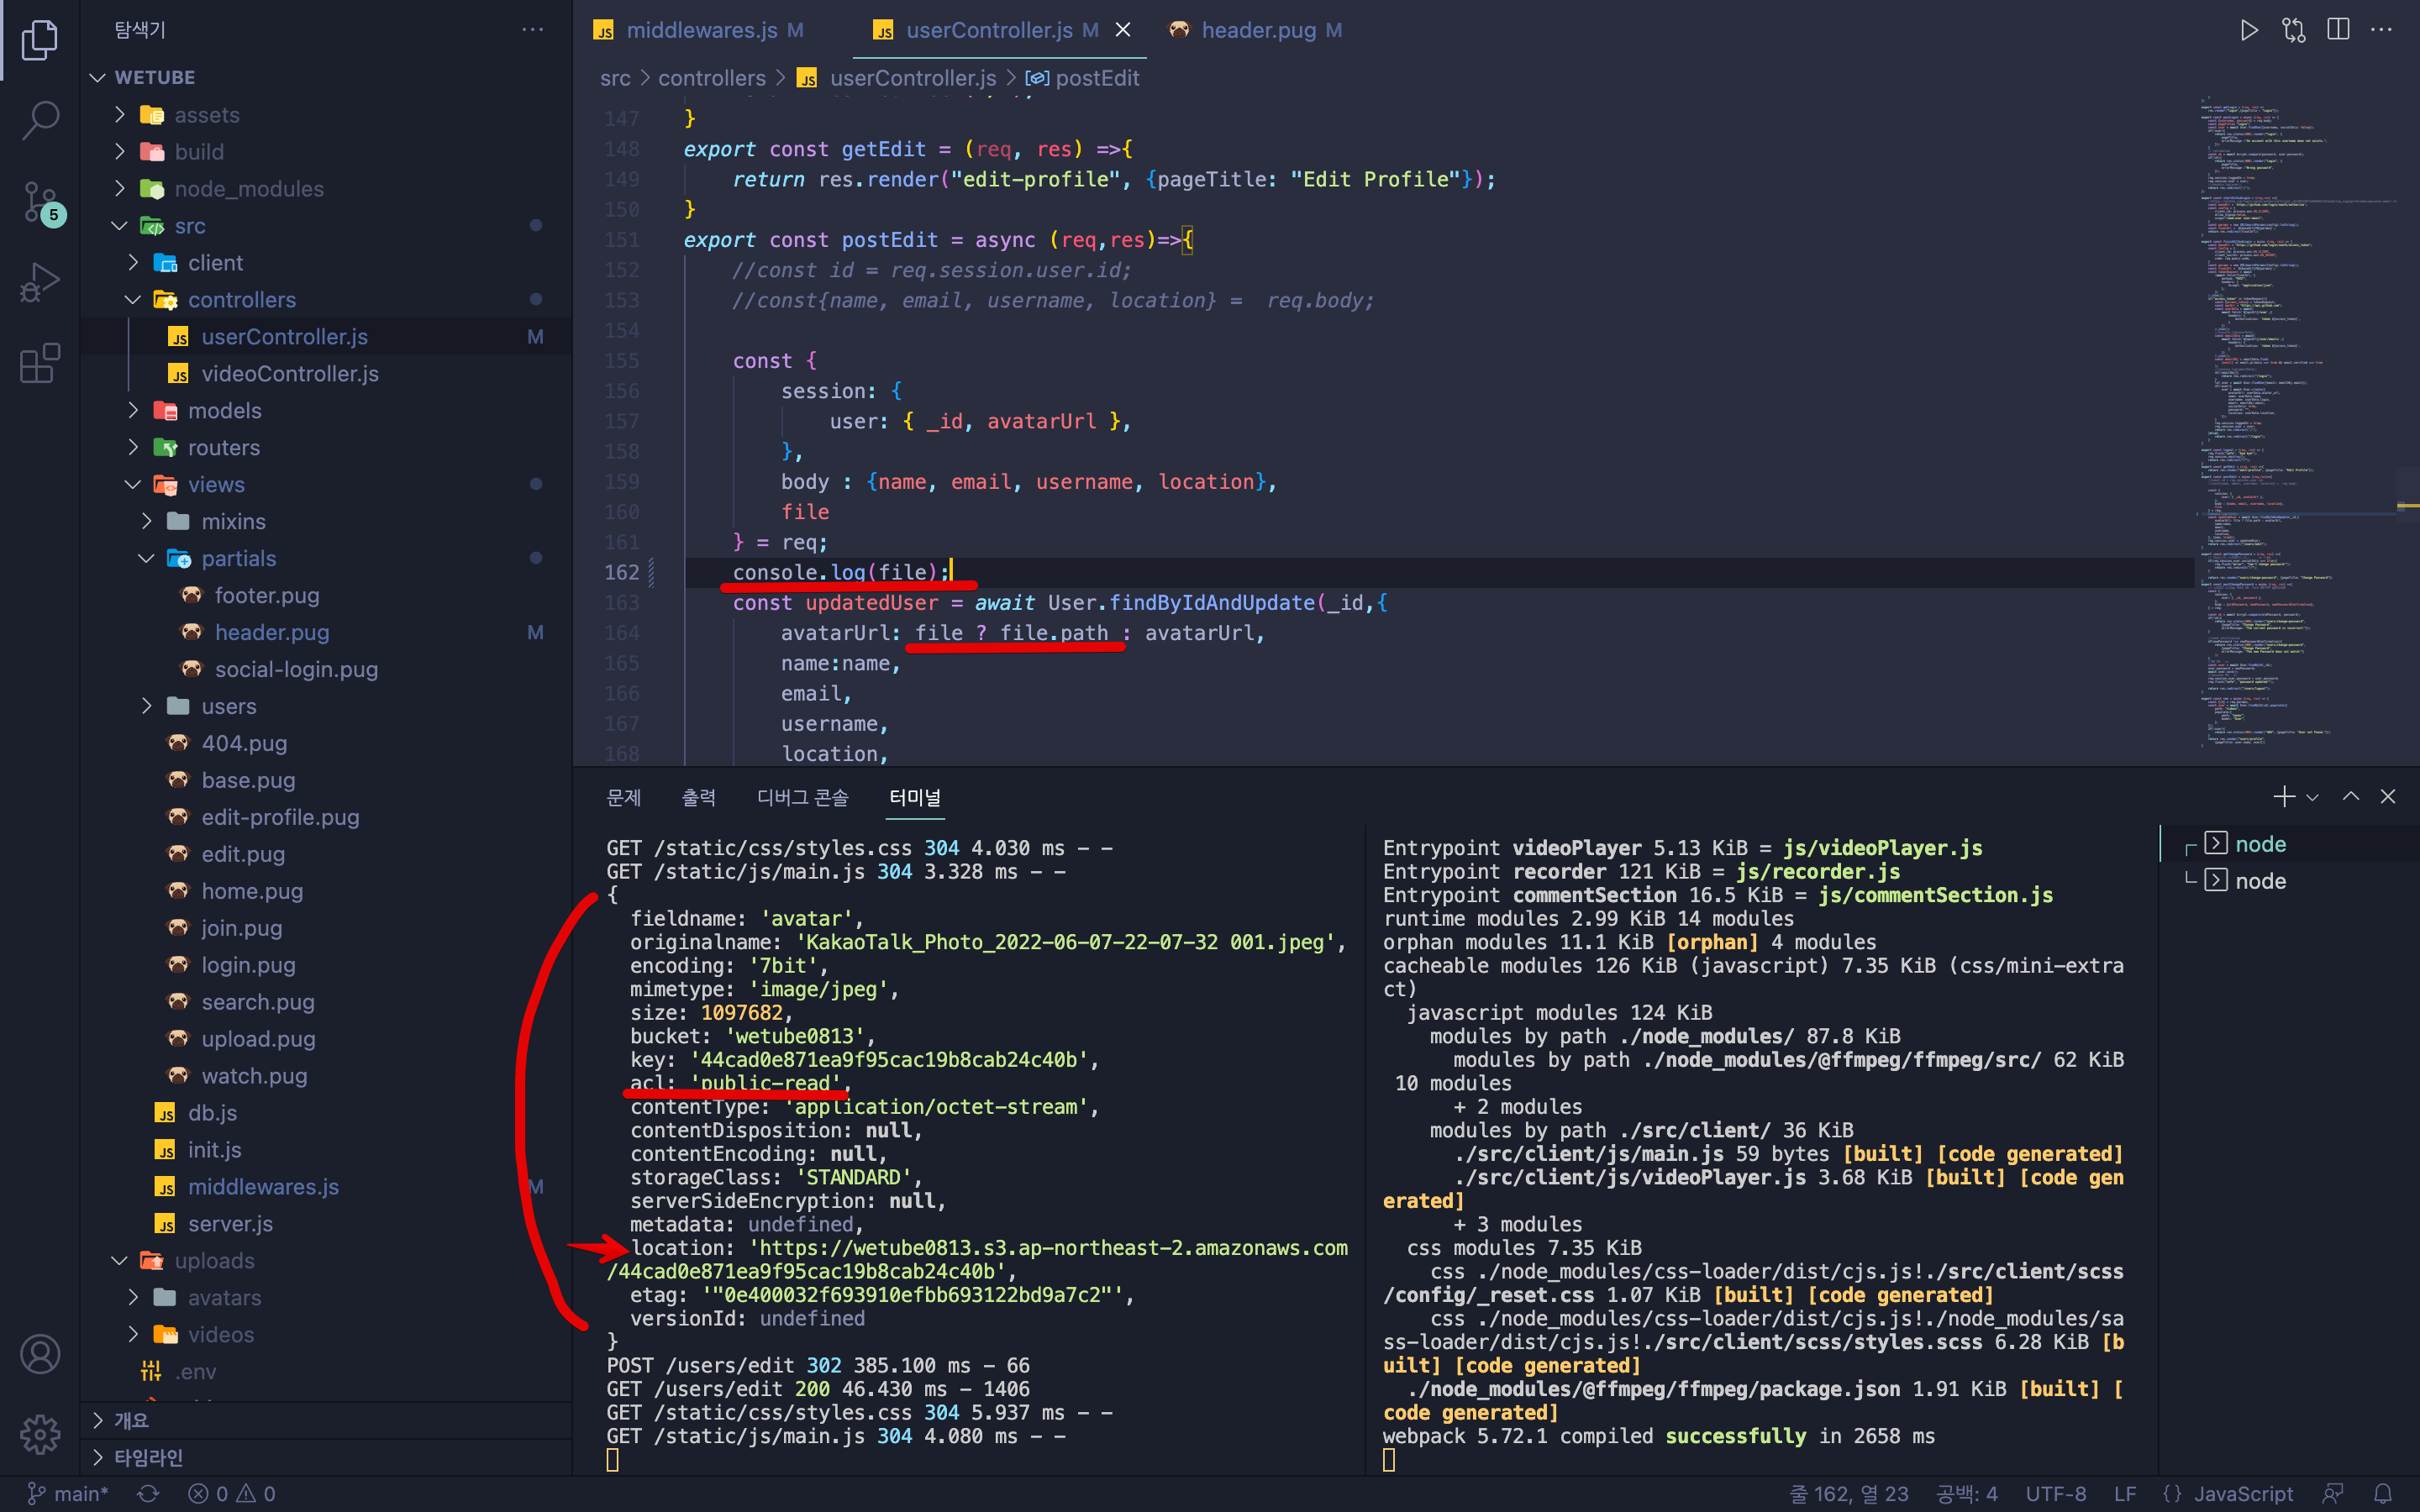 탐색기
WETUBE
assets
build
node_modules
src
client
controllers
userController.js M
videoController.js
models
routers
views
mixins
partials
footer.pug
header.pug M
social-login.pug
users
404.pug
base.pug
edit-profile.pug
edit.pug
home.pug
join.pug
login.pug
search.pug
upload.pug
watch.pug
db.js
init.js
middlewares.js M
server.js
uploads
avatars
videos
.env
개요
타임라인
5
middlewares.js M
userController.js M
header.pug M
src > controllers > userController.js > postEdit
147 }
148 export const getEdit = (req, res) =>{
149 return res.render("edit-profile", {pageTitle: "Edit Profile"});
150 }
151 export const postEdit = async (req,res)=>{
152 //const id = req.session.user.id;
153 //const{name, email, username, location} =  req.body;
154
155 const {
156 session: {
157 user: { _id, avatarUrl },
158 },
159 body : {name, email, username, location},
160 file
161 } = req;
162 console.log(file);
163 const updatedUser = await User.findByIdAndUpdate(_id,{
164 avatarUrl: file ? file.path : avatarUrl,
165 name:name,
166 email,
167 username,
168 location,
문제 출력 디버그 콘솔 터미널
GET /static/css/styles.css 304 4.030 ms - -
GET /static/js/main.js 304 3.328 ms - -
{
fieldname: 'avatar',
originalname: 'KakaoTalk_Photo_2022-06-07-22-07-32 001.jpeg',
encoding: '7bit',
mimetype: 'image/jpeg',
size: 1097682,
bucket: 'wetube0813',
key: '44cad0e871ea9f95cac19b8cab24c40b',
acl: 'public-read',
contentType: 'application/octet-stream',
contentDisposition: null,
contentEncoding: null,
storageClass: 'STANDARD',
serverSideEncryption: null,
metadata: undefined,
location: 'https://wetube0813.s3.ap-northeast-2.amazonaws.com
/44cad0e871ea9f95cac19b8cab24c40b',
etag: '"0e400032f693910efbb693122bd9a7c2"',
versionId: undefined
}
POST /users/edit 302 385.100 ms - 66
GET /users/edit 200 46.430 ms - 1406
GET /static/css/styles.css 304 5.937 ms - -
GET /static/js/main.js 304 4.080 ms - -
Entrypoint videoPlayer 5.13 KiB = js/videoPlayer.js
Entrypoint recorder 121 KiB = js/recorder.js
Entrypoint commentSection 16.5 KiB = js/commentSection.js
runtime modules 2.99 KiB 14 modules
orphan modules 11.1 KiB [orphan] 4 modules
cacheable modules 126 KiB (javascript) 7.35 KiB (css/mini-extra
ct)
javascript modules 124 KiB
modules by path ./node_modules/ 87.8 KiB
modules by path ./node_modules/@ffmpeg/ffmpeg/src/ 62 KiB
10 modules
+ 2 modules
modules by path ./src/client/ 36 KiB
./src/client/js/main.js 59 bytes [built] [code generated]
./src/client/js/videoPlayer.js 3.68 KiB [built] [code gen
erated]
+ 3 modules
css modules 7.35 KiB
css ./node_modules/css-loader/dist/cjs.js!./src/client/scss
/config/_reset.css 1.07 KiB [built] [code generated]
css ./node_modules/css-loader/dist/cjs.js!./node_modules/sa
ss-loader/dist/cjs.js!./src/client/scss/styles.scss 6.28 KiB [b
uilt] [code generated]
./node_modules/@ffmpeg/ffmpeg/package.json 1.91 KiB [built] [
code generated]
webpack 5.72.1 compiled successfully in 2658 ms
node
node
main* 0 0
줄 162, 열 23 공백: 4 UTF-8 LF {} JavaScript